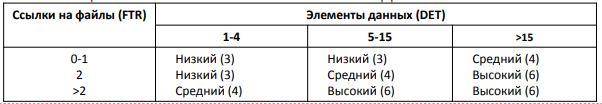 Ссылки на файлы (FTR) Элементы данных (DET)
1-4 5-15 >15
0-1 Низкий (3) Низкий (3) Средний (4)
2 Низкий (3) Средний (4) Высокий (6)
>2 Средний (4) Высокий (6) Высокий (6)